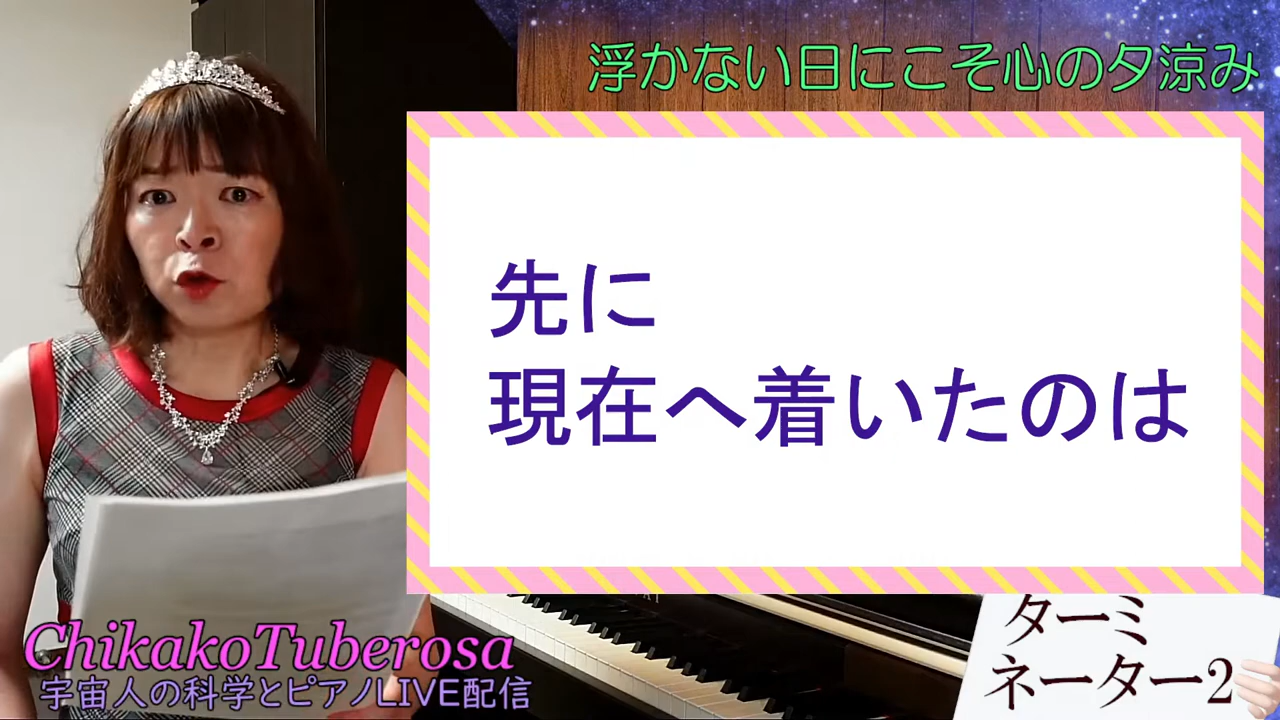 浮かない日にこそ心の夕涼み
先に
現在へ着いたのは
ChikakoTuberosa
宇宙人の科学とピアノLIVE配信
ターミ
ネーター2